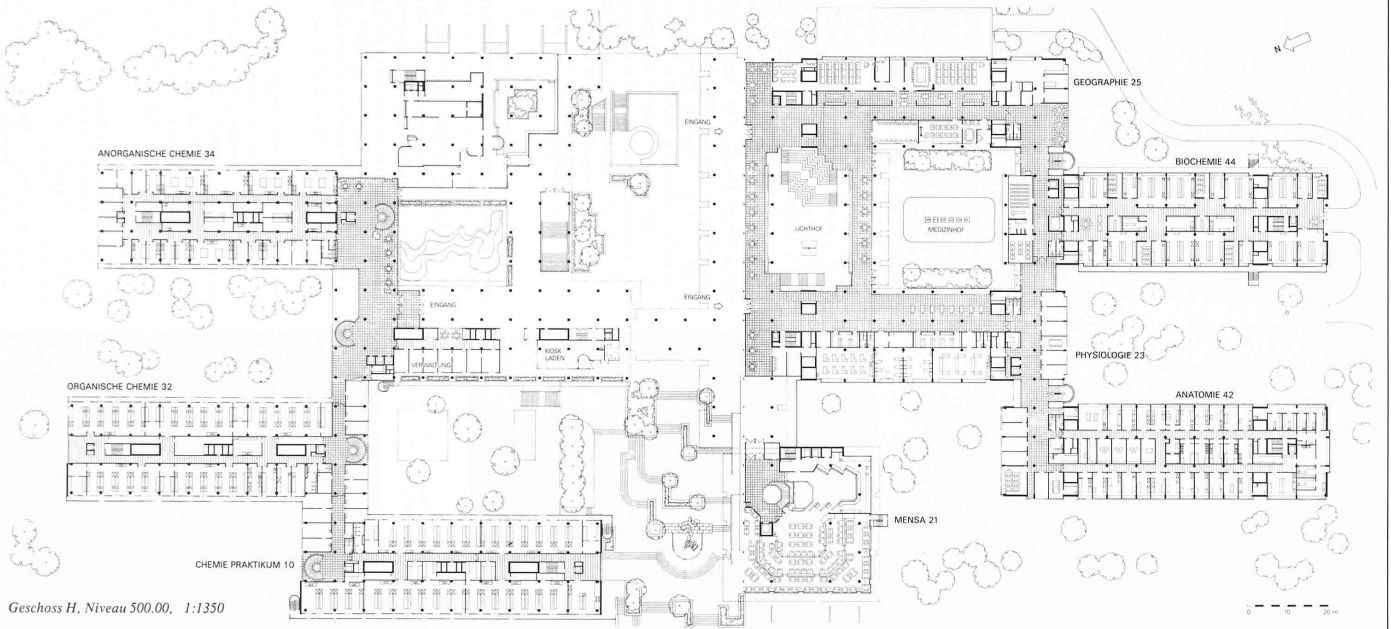 N
GEOGRAPHIE 25
EINGANG
ANORGANISCHE CHEMIE 34
BIOCHEMIE 44
LICHTHOF
MEDIZINHOF
EINGANG
EINGANG
KIOSK
LADEN
VERWALTUNG
PHYSIOLOGIE 23
ORGANISCHE CHEMIE 32
ANATOMIE 42
MENSA 21
CHEMIE PRAKTIKUM 10
Geschoss H, Niveau 500.00, 1:1350
0 10 20 m